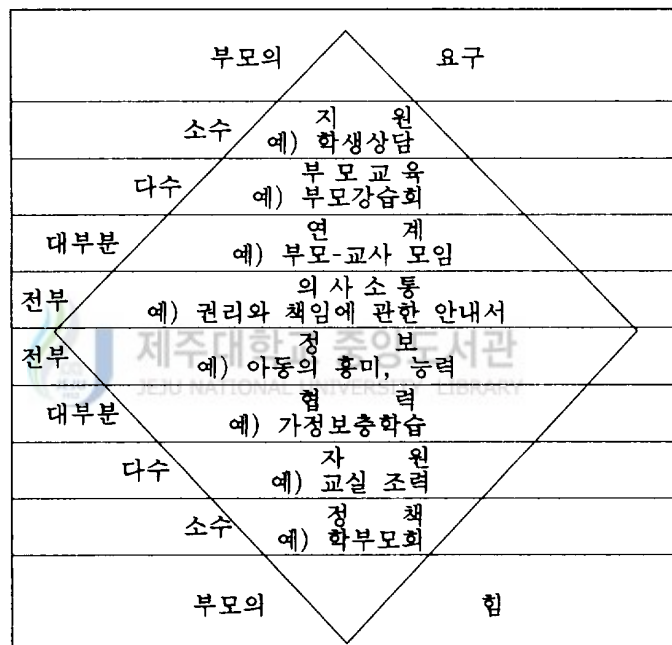 부모의 요구
소수 지 원
예) 학생상담
다수 부 모 교 육
예) 부모강습회
대부분 연 계
예) 부모-교사 모임
전부 의 사 소 통
예) 권리와 책임에 관한 안내서
제주대학교 중앙도서관
JEJU NATIONAL UNIVERSITY LIBRARY
전부 정 보
예) 아동의 흥미, 능력
대부분 협 력
예) 가정보충학습
다수 자 원
예) 교실 조력
소수 정 책
예) 학부모회
부모의 힘